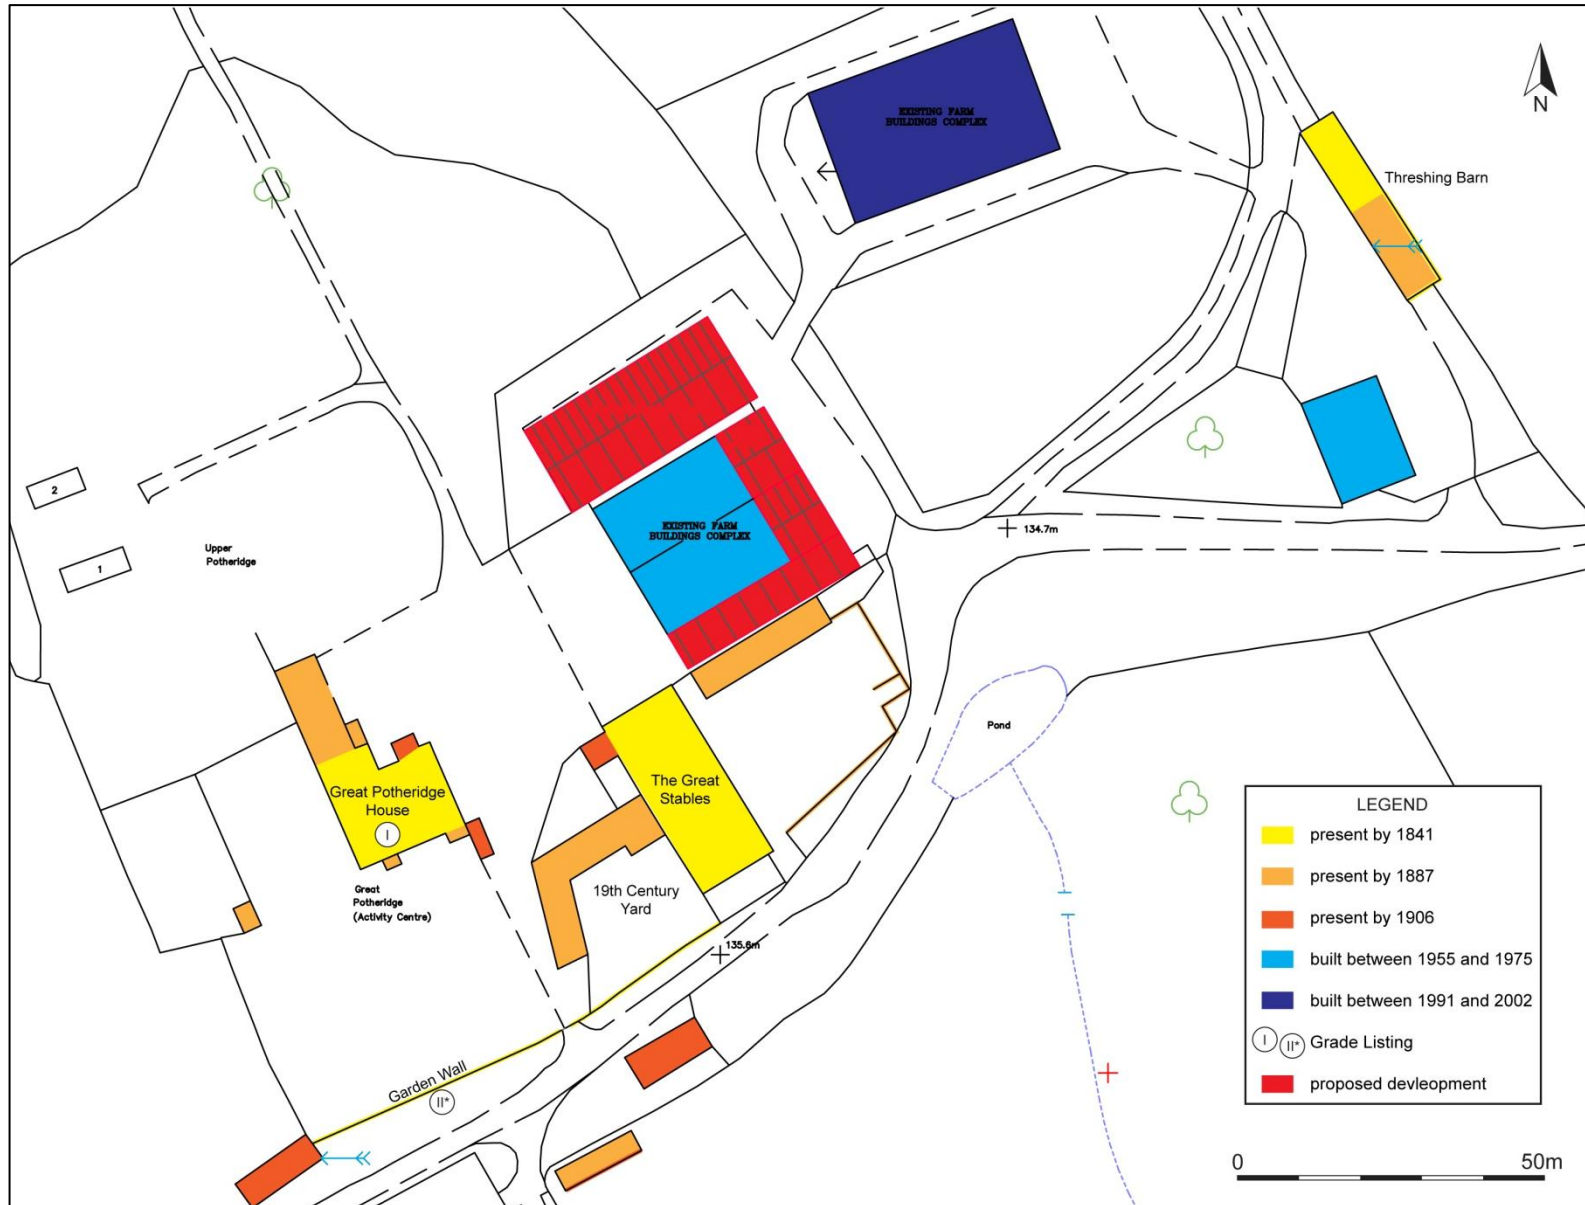 EXISTING FARM
BUILDINGS COMPLEX
N
Threshing Barn
2
1
Upper
Potheridge
EXISTING FARM
BUILDINGS COMPLEX
134.7m
Pond
Great Potheridge
House
I
The Great
Stables
Great
Potheridge
(Activity Centre)
19th Century
Yard
135.6m
Garden Wall
II*
LEGEND
present by 1841
present by 1887
present by 1906
built between 1955 and 1975
built between 1991 and 2002
I II* Grade Listing
proposed devleopment
0 50m